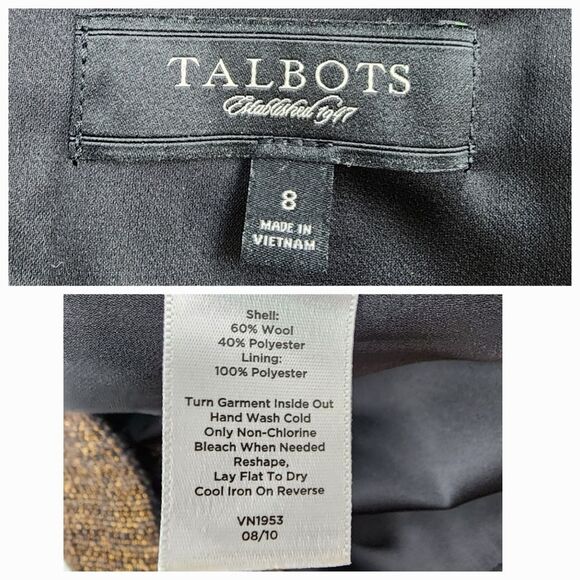 TALBOTS
Established 1947
8
MADE IN
VIETNAM
Shell:
60% Wool
40% Polyester
Lining:
100% Polyester
Turn Garment Inside Out
Hand Wash Cold
Only Non-Chlorine
Bleach When Needed
Reshape,
Lay Flat To Dry
Cool Iron On Reverse
VN1953
08/10